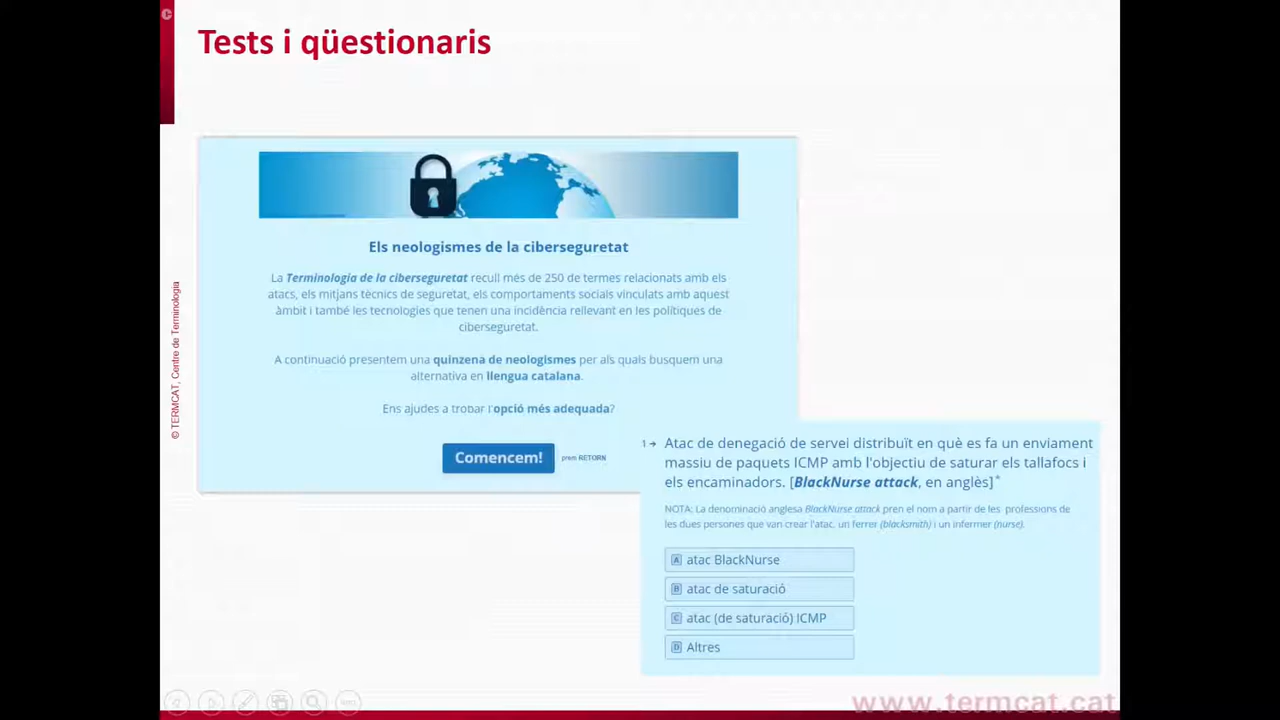 Tests i qüestionaris
© TERMCAT, Centre de Terminologia
Els neologismes de la ciberseguretat
La Terminologia de la ciberseguretat recull més de 250 de termes relacionats amb els
atacs, els mitjans tècnics de seguretat, els comportaments socials vinculats amb aquest
àmbit i també les tecnologies que tenen una incidència rellevant en les polítiques de
ciberseguretat.
A continuació presentem una quinzena de neologismes per als quals busquem una
alternativa en llengua catalana.
Ens ajudes a trobar l'opció més adequada?
Comencem! prem RETORN
1→ Atac de denegació de servei distribuït en què es fa un enviament
massiu de paquets ICMP amb l'objectiu de saturar els tallafocs i
els encaminadors. [BlackNurse attack, en anglès]*
NOTA: La denominació anglesa BlackNurse attack pren el nom a partir de les professions de
les dues persones que van crear l'atac, un ferrer (blacksmith) i un infermer (nurse).
A atac BlackNurse
B atac de saturació
C atac (de saturació) ICMP
D Altres
www.termcat.cat